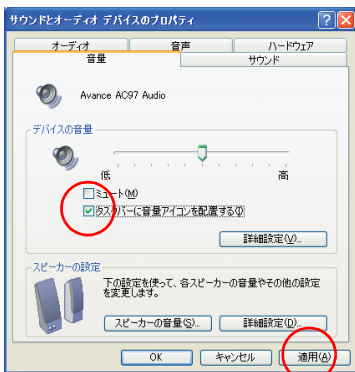 サウンドとオーディオ デバイスのプロパティ
オーディオ 音声 ハードウェア
音量 サウンド
Avance AC97 Audio
デバイスの音量
低 高
ミュート(M)
タスクバーに音量アイコンを配置する(I)
詳細設定(V)...
スピーカーの設定
下の設定を使って、各スピーカーの音量やその他の設定
を変更します。
スピーカーの音量(S)... 詳細設定(D)...
OK キャンセル 適用(A)